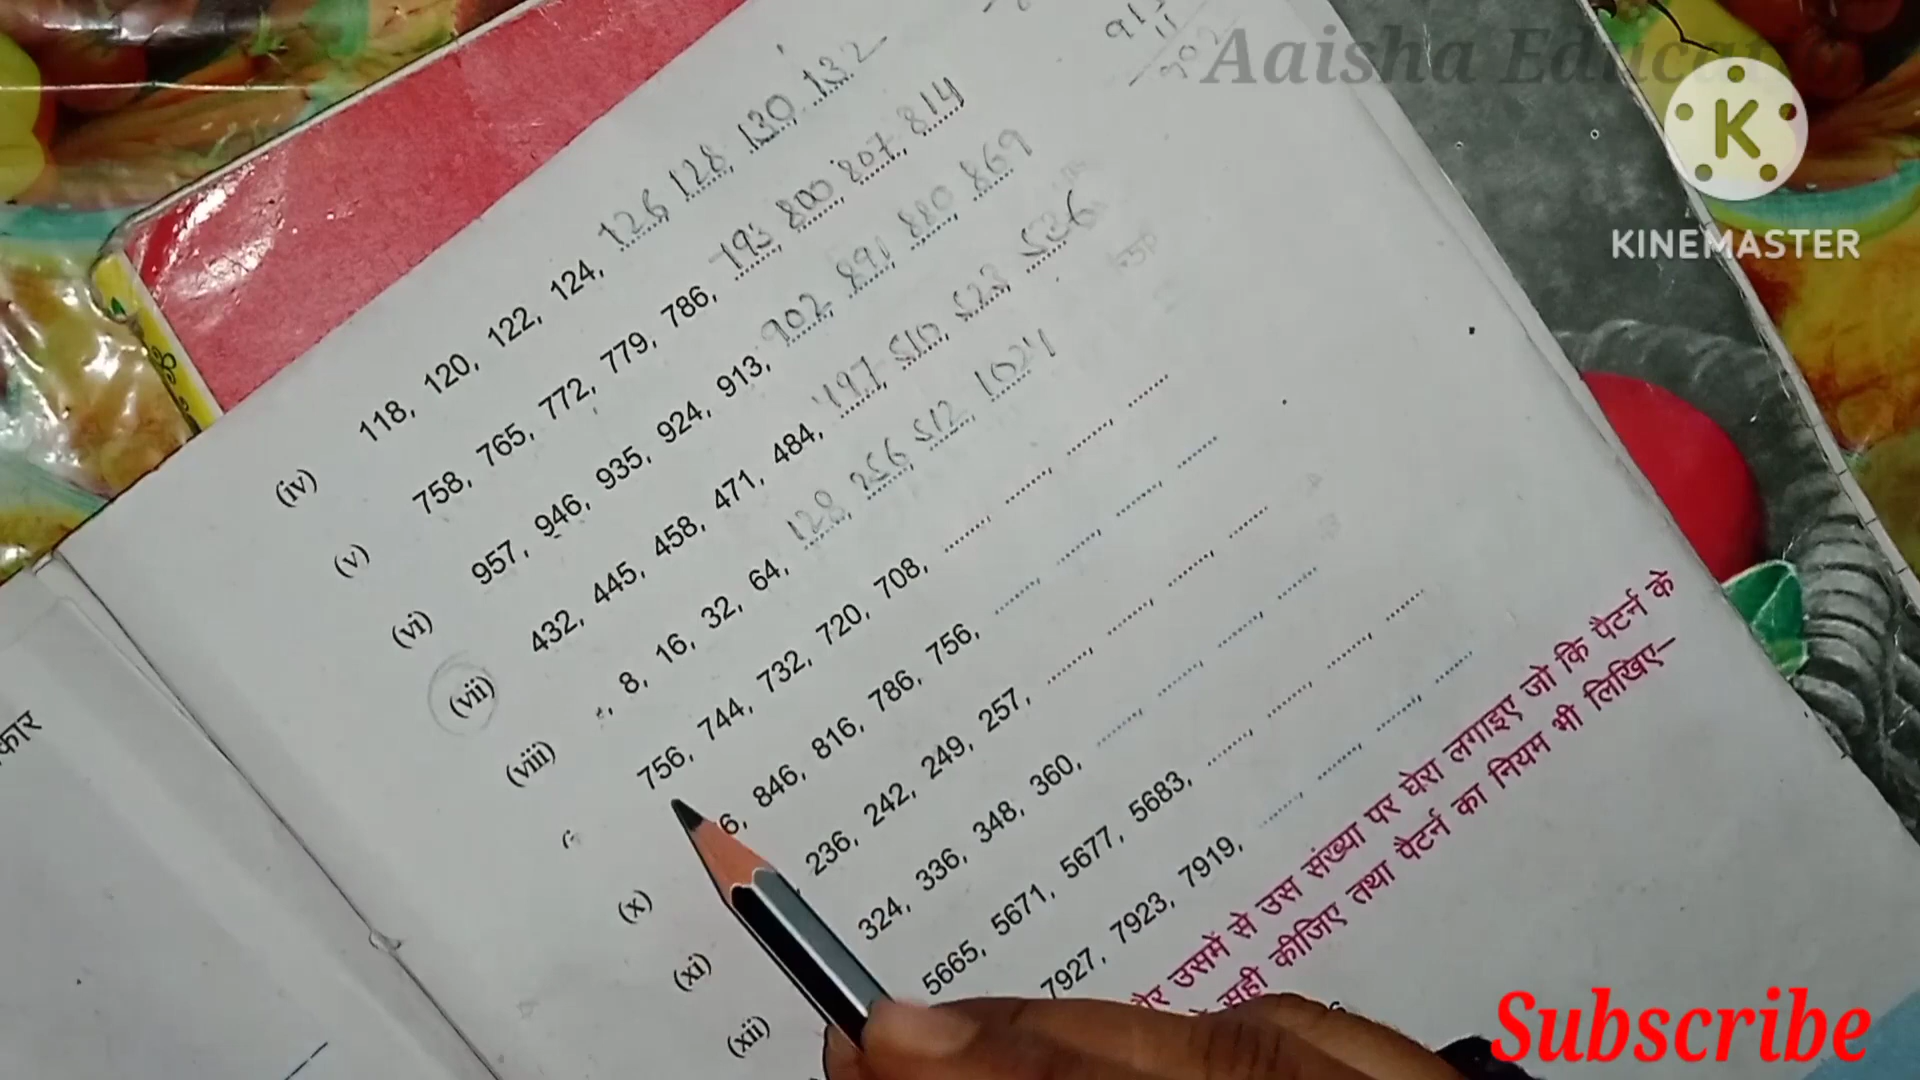 Aaisha Educa
K
KINEMASTER
(iv) 118, 120, 122, 124, 126, 128, 130, 132
(v) 758, 765, 772, 779, 786, 793, 800, 807, 814
(vi) 957, 946, 935, 924, 913, 902, 891, 880, 869
(vii) 432, 445, 458, 471, 484, 497, 510, 523, 536
(viii) , 8, 16, 32, 64, 128, 256, 512, 1024
756, 744, 732, 720, 708, ........, ........, ........, ........
(x) 6, 846, 816, 786, 756, ........, ........, ........, ........
(xi) , 236, 242, 249, 257, ........, ........, ........, ........
(xii) 324, 336, 348, 360, ........, ........, ........, ........
5665, 5671, 5677, 5683, ........, ........, ........, ........
7927, 7923, 7919, ........, ........, ........, ........
उसमें से उस संख्या पर घेरा लगाइए जो कि पैटर्न के
सही कीजिए तथा पैटर्न का नियम भी लिखिए–
कार
Subscribe